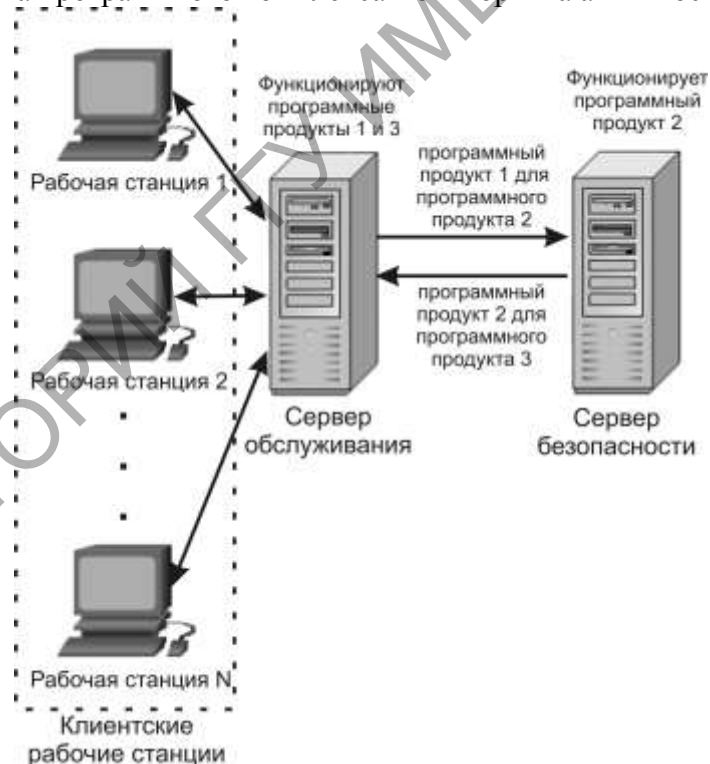 Рабочая станция 1
Функционируют
программные
продукты 1 и 3
Функционирует
программный
продукт 2
программный
продукт 1 для
программного
продукта 2
Рабочая станция 2
программный
продукт 2 для
программного
продукта 3
Сервер
обслуживания
Сервер
безопасности
Рабочая станция N
Клиентские
рабочие станции